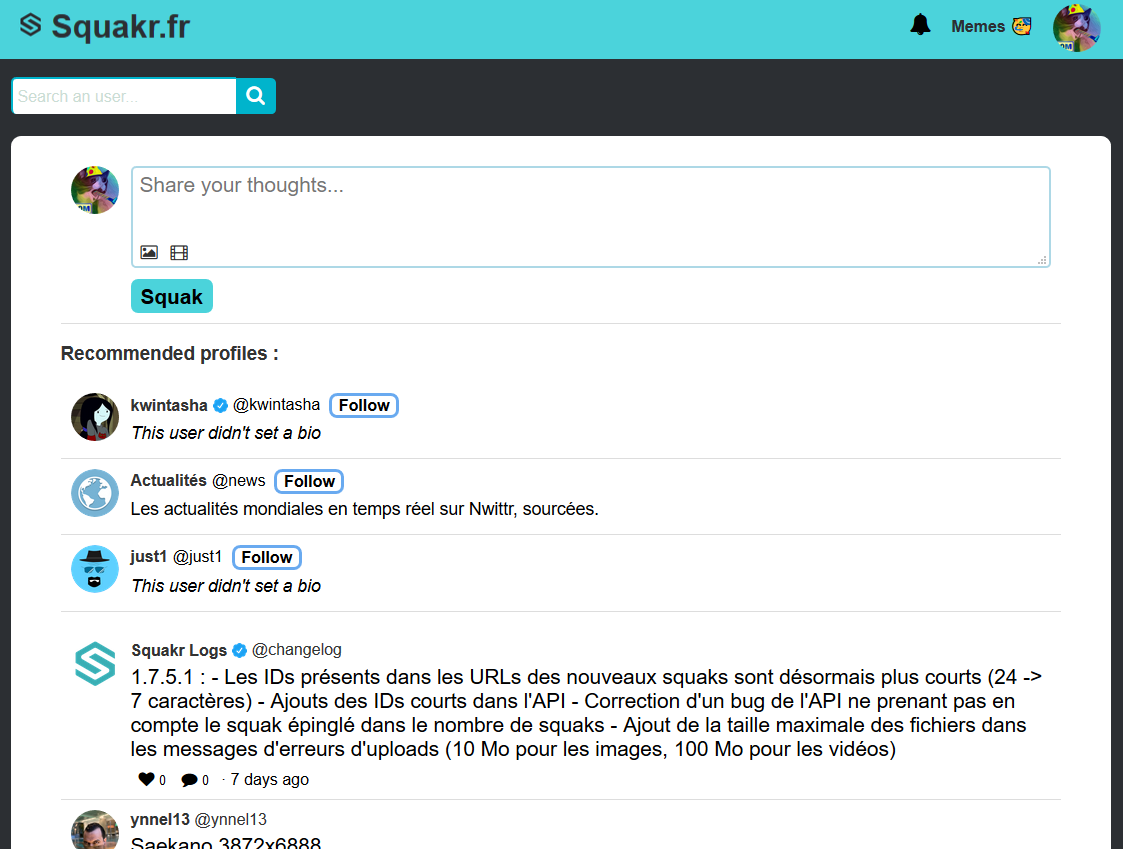 Squakr.fr
Memes 🥰
Search an user...
Share your thoughts...
Squak
Recommended profiles :
kwintasha @kwintasha Follow
This user didn't set a bio
Actualités @news Follow
Les actualités mondiales en temps réel sur Nwittr, sourcées.
just1 @just1 Follow
This user didn't set a bio
Squakr Logs @changelog
1.7.5.1 : - Les IDs présents dans les URLs des nouveaux squaks sont désormais plus courts (24 ->
7 caractères) - Ajouts des IDs courts dans l'API - Correction d'un bug de l'API ne prenant pas en
compte le squak épinglé dans le nombre de squaks - Ajout de la taille maximale des fichiers dans
les messages d'erreurs d'uploads (10 Mo pour les images, 100 Mo pour les vidéos)
0 0 · 7 days ago
ynnel13 @ynnel13
Saekano 3872x6888